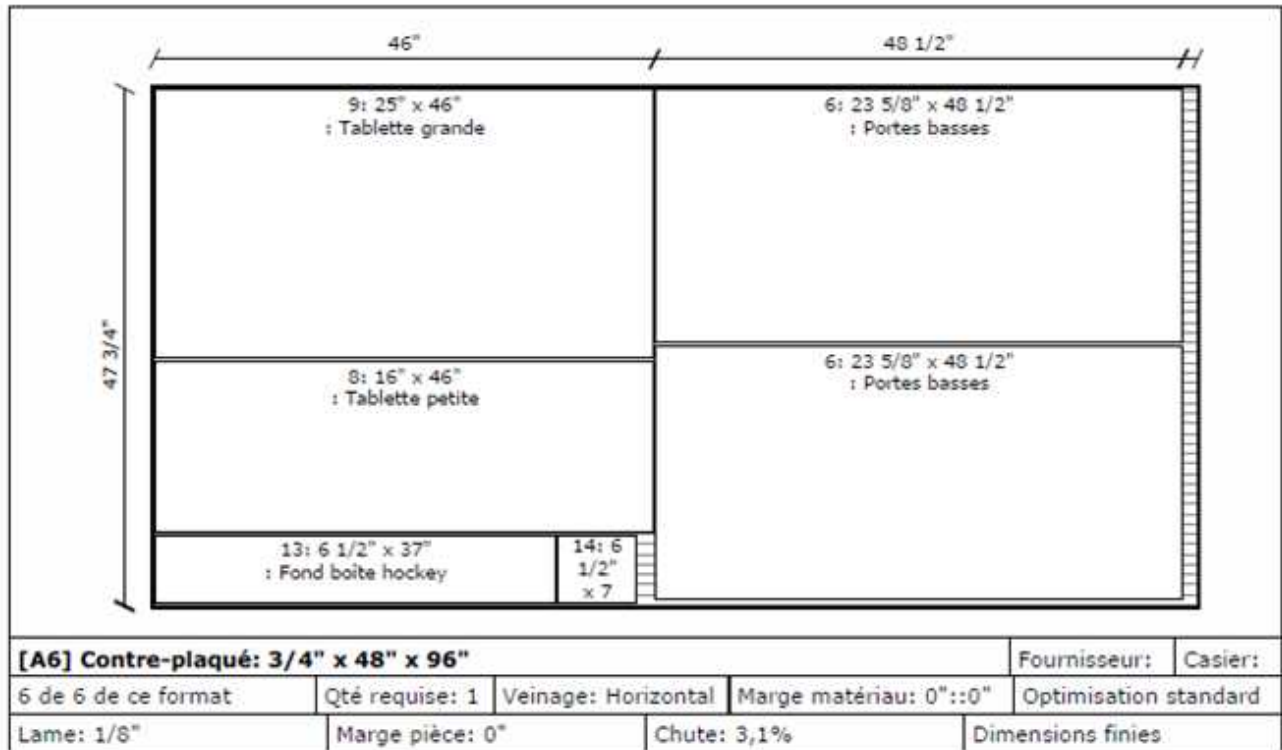 46" 48 1/2"
9: 25" x 46"
: Tablette grande
6: 23 5/8" x 48 1/2"
: Portes basses
47 3/4"
8: 16" x 46"
: Tablette petite
6: 23 5/8" x 48 1/2"
: Portes basses
13: 6 1/2" x 37"
: Fond boîte hockey
14: 6
1/2"
x 7
[A6] Contre-plaqué: 3/4" x 48" x 96" Fournisseur: Casier:
6 de 6 de ce format Qté requise: 1 Veinage: Horizontal Marge matériau: 0"::0" Optimisation standard
Lame: 1/8" Marge pièce: 0" Chute: 3,1% Dimensions finies